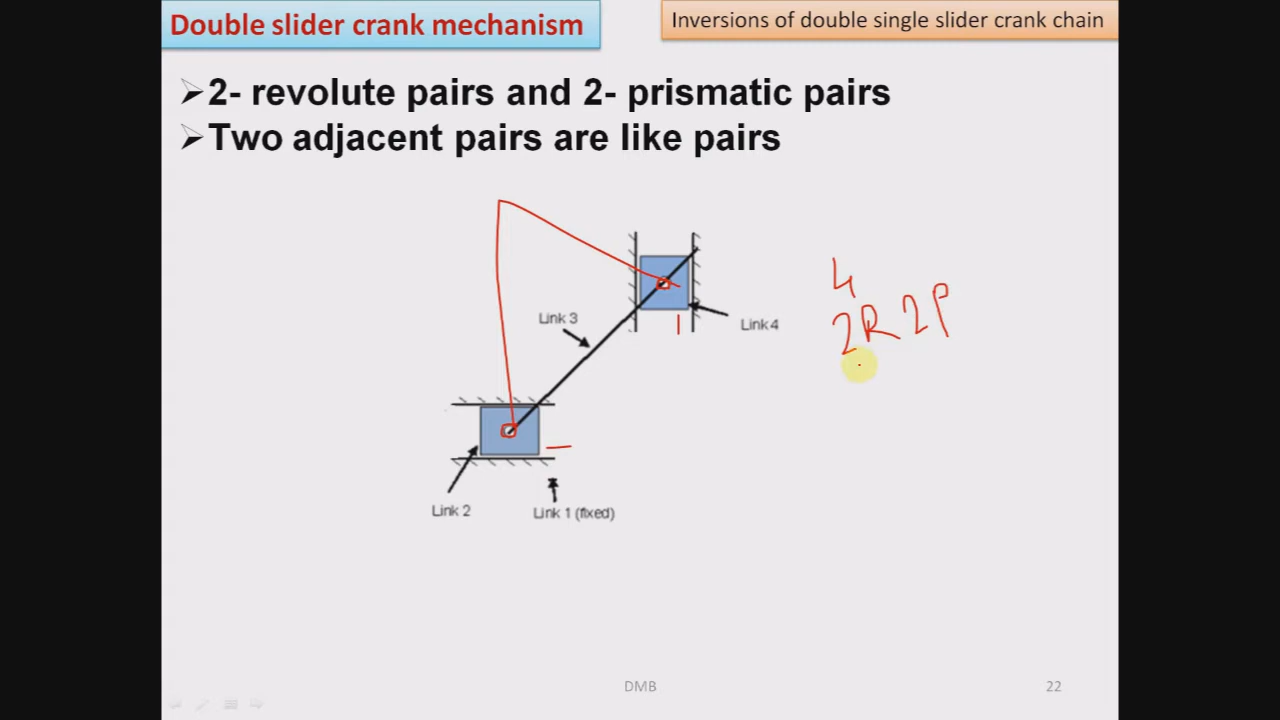 Double slider crank mechanism
Inversions of double single slider crank chain
➢2- revolute pairs and 2- prismatic pairs
➢Two adjacent pairs are like pairs
4
2R 2P
Link 3
Link 4
Link 2
Link 1 (fixed)
DMB
22